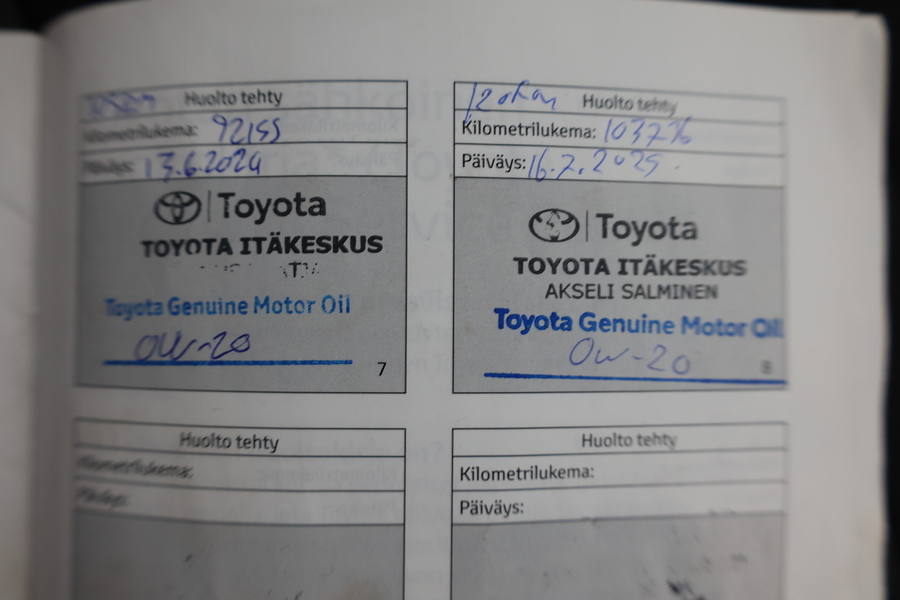 Huolto tehty
Kilometrilukema: 92155
Päiväys: 13.6.2024
Toyota
TOYOTA ITÄKESKUS
Toyota Genuine Motor Oil
0W-20
7
Huolto tehty
Kilometrilukema: 103776
Päiväys: 16.7.2025
Toyota
TOYOTA ITÄKESKUS
AKSELI SALMINEN
Toyota Genuine Motor Oil
0W-20
8
Huolto tehty
Kilometrilukema:
Päiväys:
Huolto tehty
Kilometrilukema:
Päiväys: